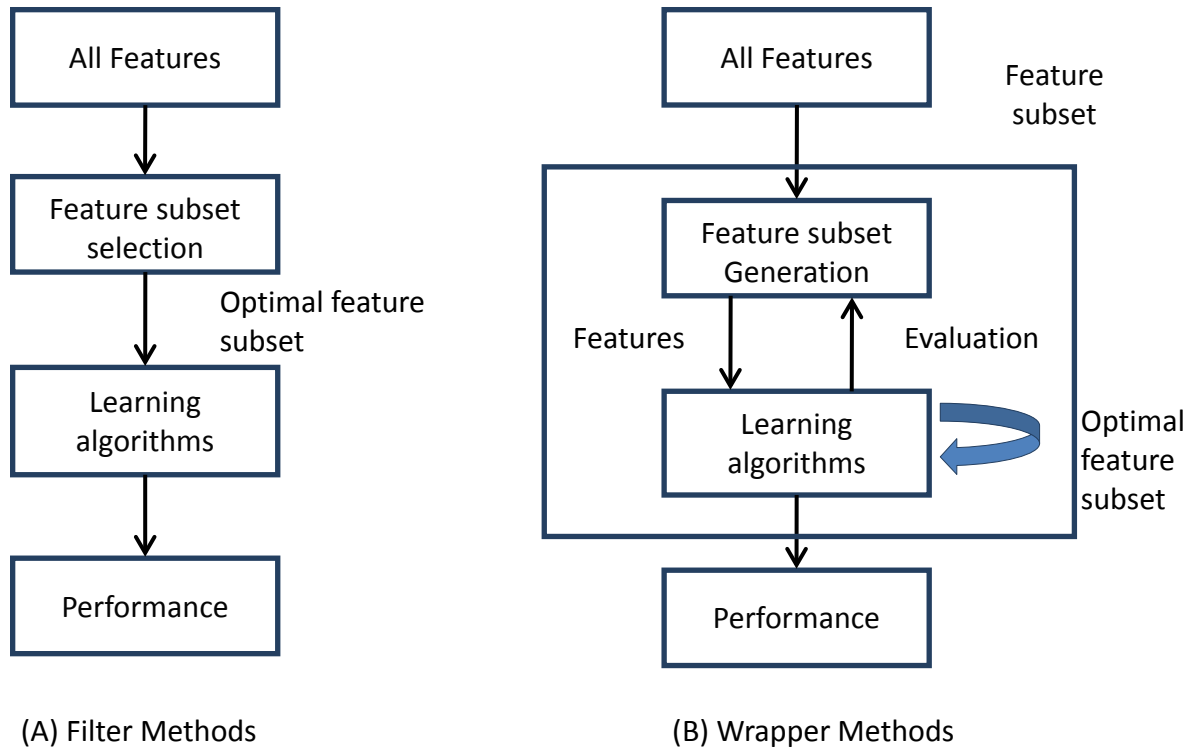 All Features
Feature subset
selection
Optimal feature
subset
Learning
algorithms
Performance
(A) Filter Methods
All Features
Feature
subset
Feature subset
Generation
Features
Evaluation
Learning
algorithms
Optimal
feature
subset
Performance
(B) Wrapper Methods